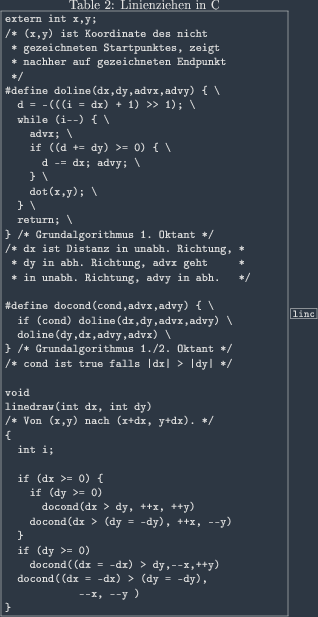 Table 2: Linienziehen in C
extern int x,y;
/* (x,y) ist Koordinate des nicht
 * gezeichneten Startpunktes, zeigt
 * nachher auf gezeichneten Endpunkt
 */
#define doline(dx,dy,advx,advy) { \
  d = -(((i = dx) + 1) >> 1); \
  while (i--) { \
    advx; \
    if ((d += dy) >= 0) { \
      d -= dx; advy; \
    } \
    dot(x,y); \
  } \
  return; \
} /* Grundalgorithmus 1. Oktant */
/* dx ist Distanz in unabh. Richtung, *
 * dy in abh. Richtung, advx geht     *
 * in unabh. Richtung, advy in abh.   */
#define docond(cond,advx,advy) { \
  if (cond) doline(dx,dy,advx,advy) \
  doline(dy,dx,advy,advx) \
} /* Grundalgorithmus 1./2. Oktant */
/* cond ist true falls |dx| > |dy| */
linc
void
linedraw(int dx, int dy)
/* Von (x,y) nach (x+dx, y+dx). */
{
  int i;
  if (dx >= 0) {
    if (dy >= 0)
      docond(dx > dy, ++x, ++y)
    docond(dx > (dy = -dy), ++x, --y)
  }
  if (dy >= 0)
    docond((dx = -dx) > dy,--x,++y)
  docond((dx = -dx) > (dy = -dy),
            --x, --y )
}